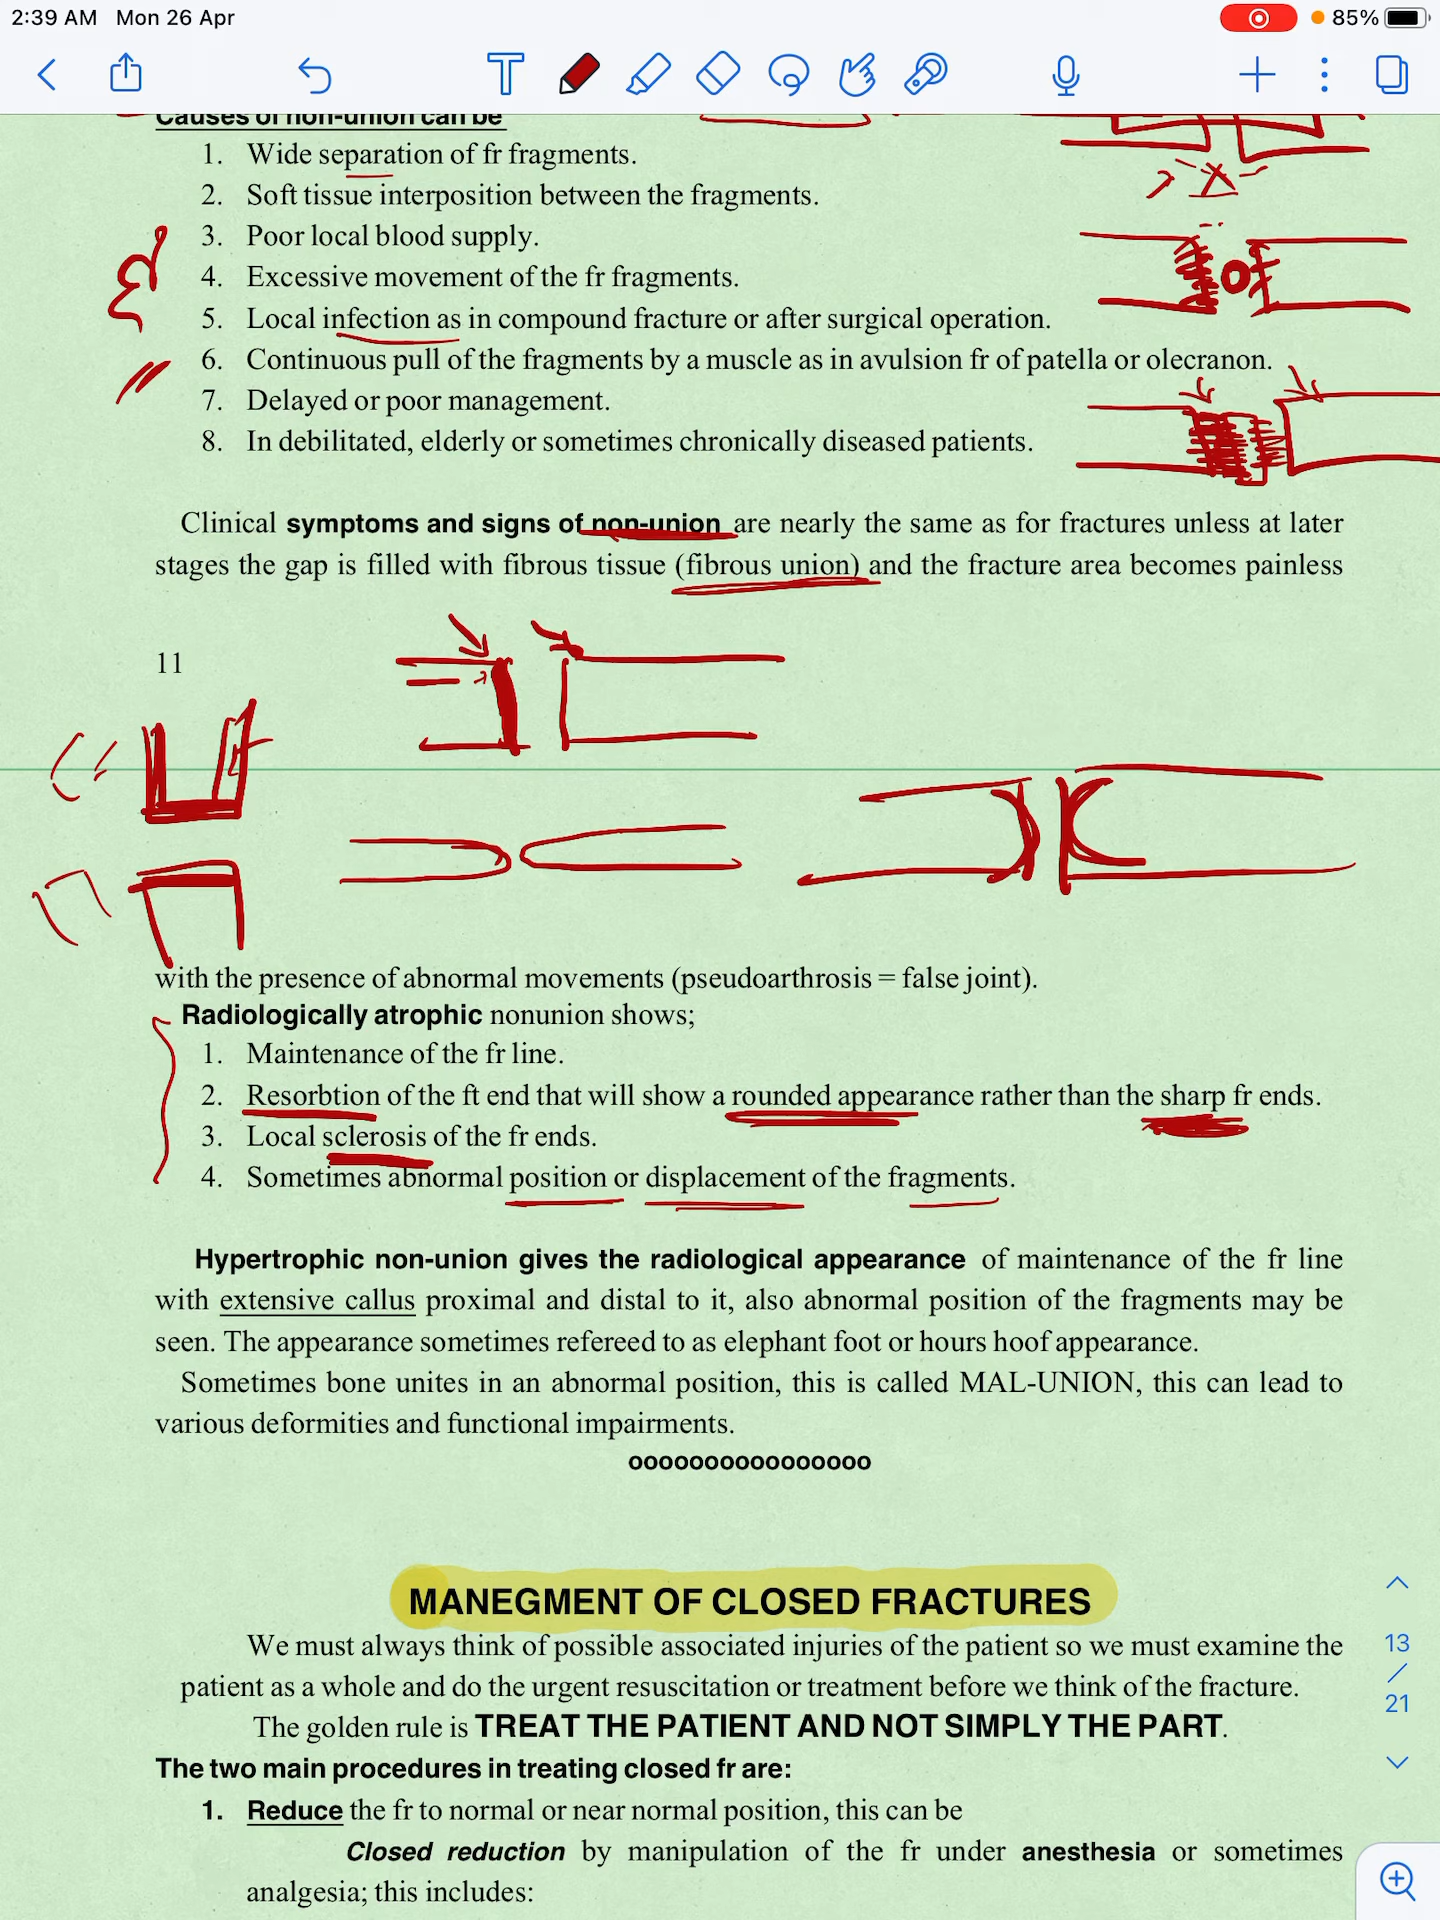 2:39 AM Mon 26 Apr
85%
T
Causes of non-union can be
1. Wide separation of fr fragments.
2. Soft tissue interposition between the fragments.
3. Poor local blood supply.
4. Excessive movement of the fr fragments.
5. Local infection as in compound fracture or after surgical operation.
6. Continuous pull of the fragments by a muscle as in avulsion fr of patella or olecranon.
7. Delayed or poor management.
8. In debilitated, elderly or sometimes chronically diseased patients.
Clinical symptoms and signs of non-union are nearly the same as for fractures unless at later
stages the gap is filled with fibrous tissue (fibrous union) and the fracture area becomes painless
11
with the presence of abnormal movements (pseudoarthrosis = false joint).
Radiologically atrophic nonunion shows;
1. Maintenance of the fr line.
2. Resorbtion of the ft end that will show a rounded appearance rather than the sharp fr ends.
3. Local sclerosis of the fr ends.
4. Sometimes abnormal position or displacement of the fragments.
Hypertrophic non-union gives the radiological appearance of maintenance of the fr line
with extensive callus proximal and distal to it, also abnormal position of the fragments may be
seen. The appearance sometimes refereed to as elephant foot or hours hoof appearance.
Sometimes bone unites in an abnormal position, this is called MAL-UNION, this can lead to
various deformities and functional impairments.
oooooooooooooooo
MANEGMENT OF CLOSED FRACTURES
We must always think of possible associated injuries of the patient so we must examine the
patient as a whole and do the urgent resuscitation or treatment before we think of the fracture.
The golden rule is TREAT THE PATIENT AND NOT SIMPLY THE PART.
The two main procedures in treating closed fr are:
1. Reduce the fr to normal or near normal position, this can be
Closed reduction by manipulation of the fr under anesthesia or sometimes
analgesia; this includes:
13
/
21